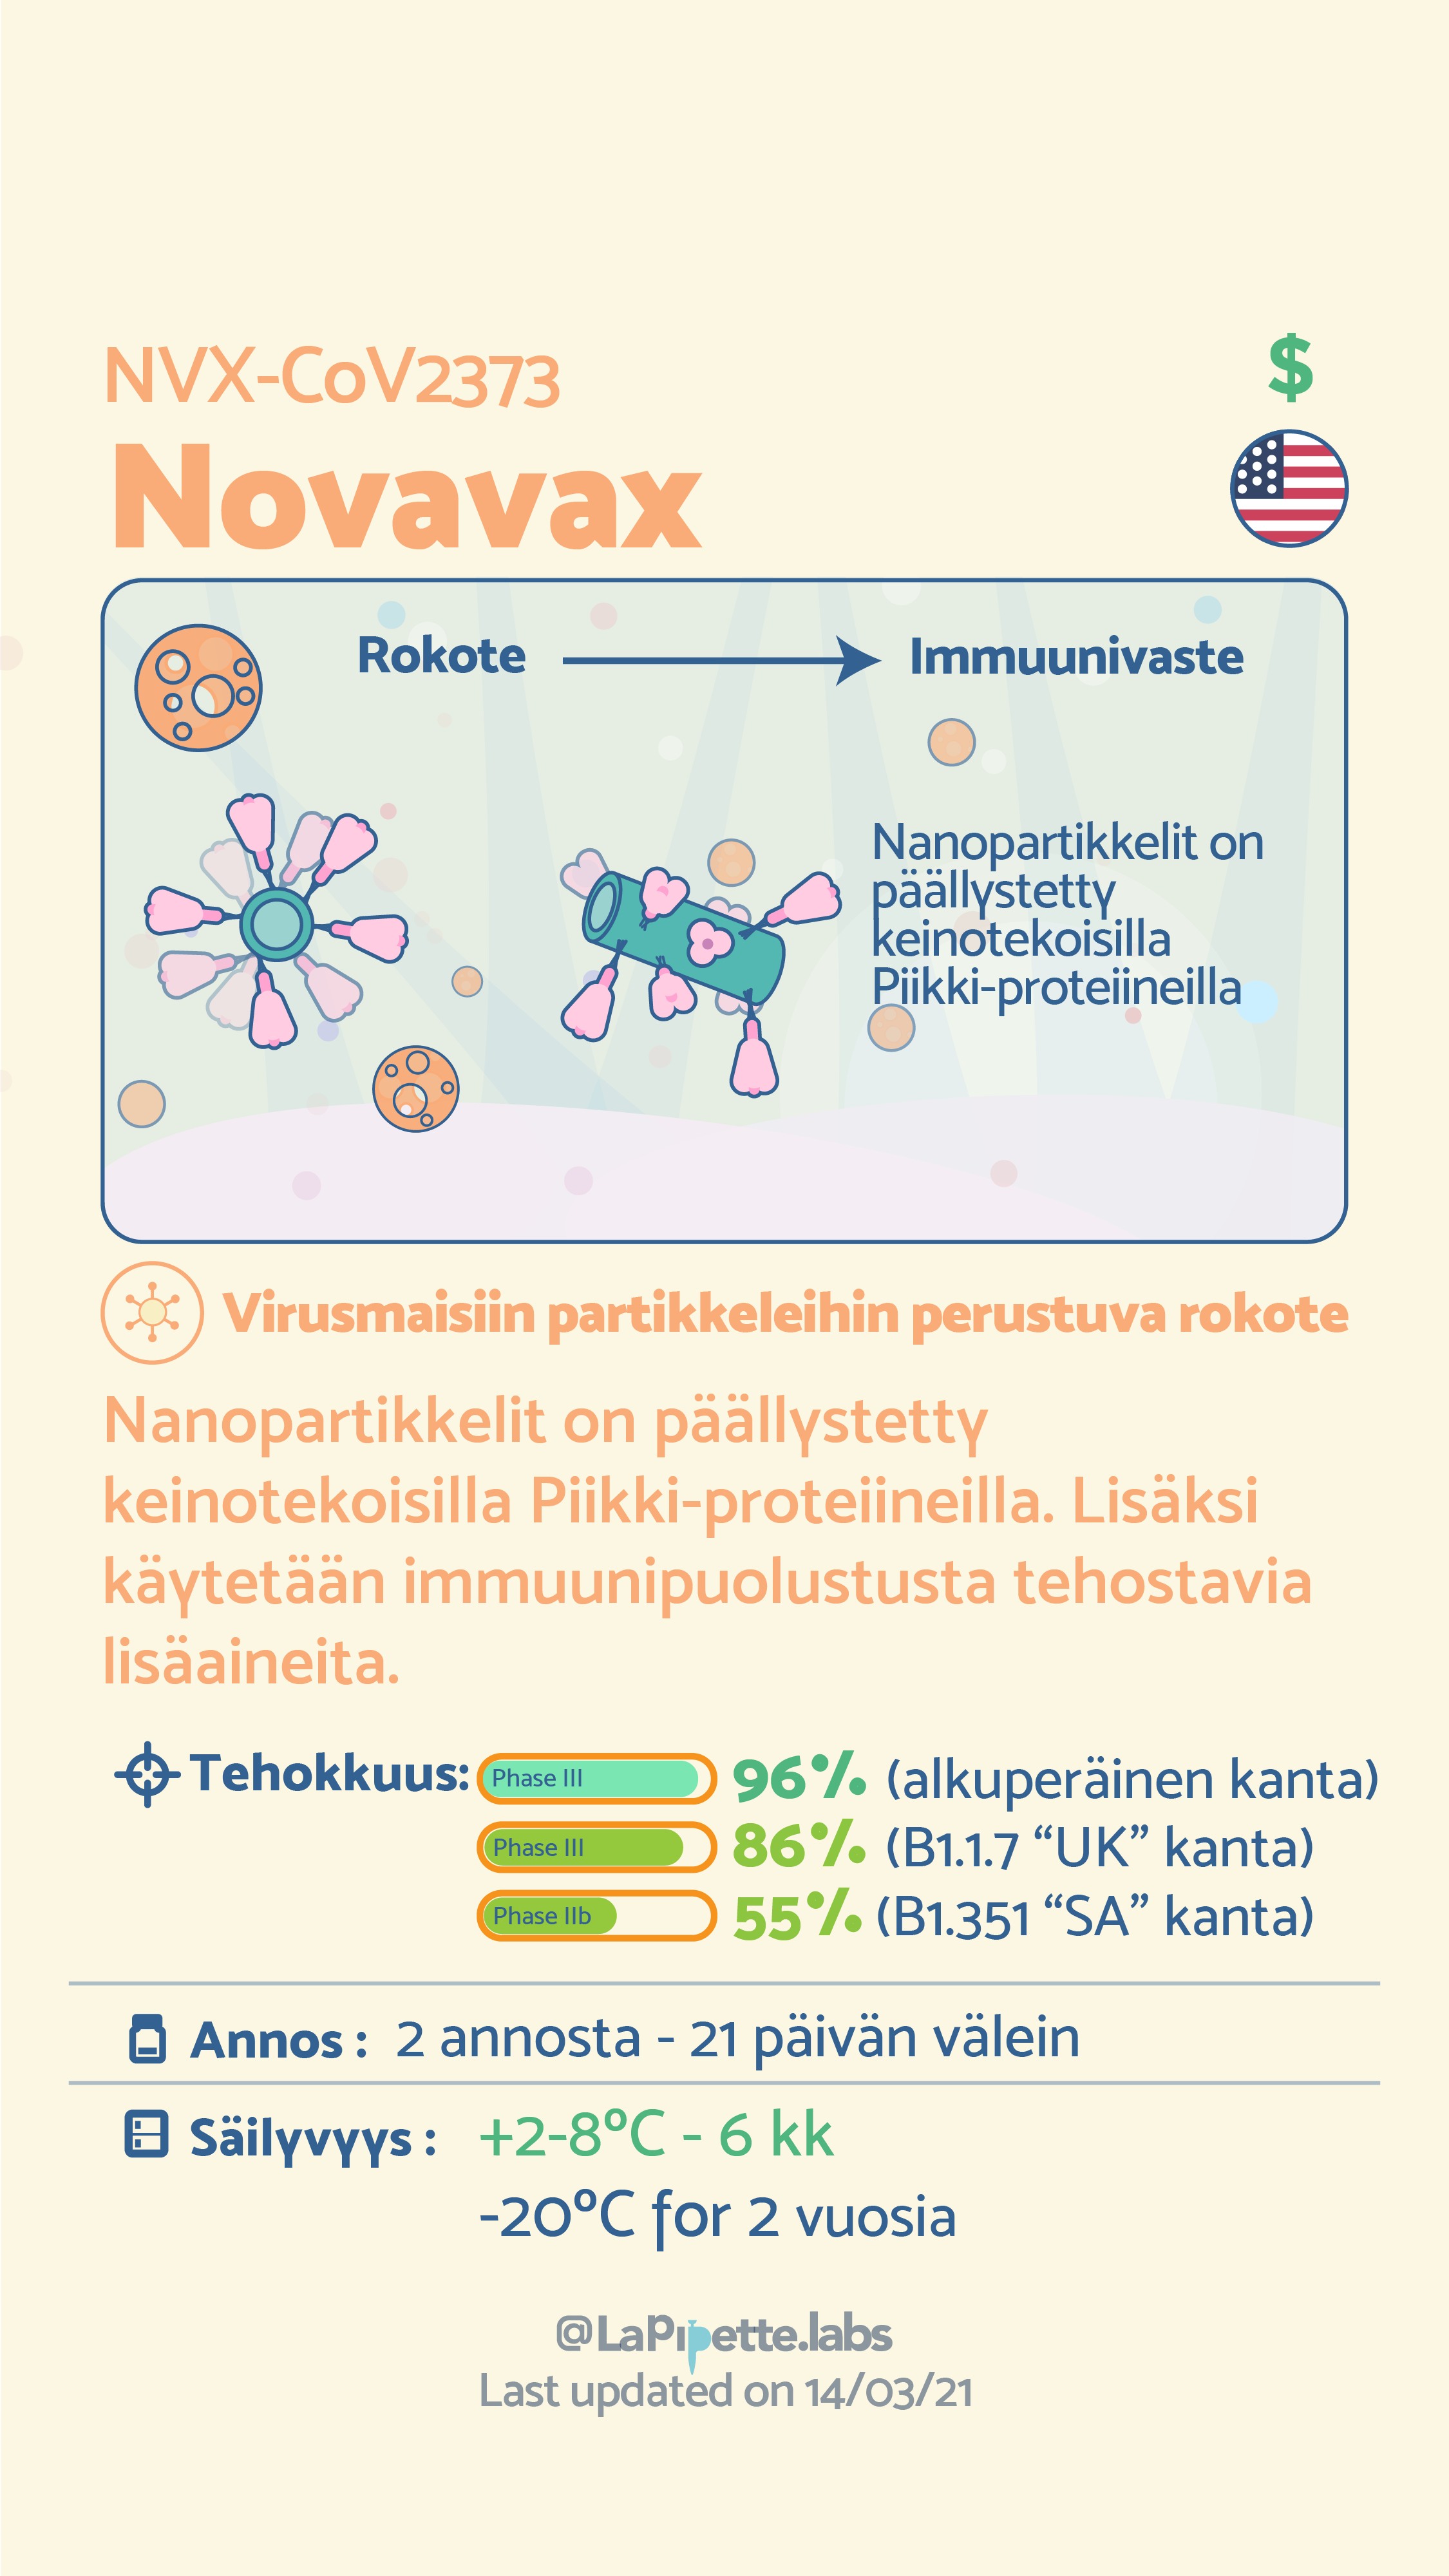 NVX-CoV2373
$
Novavax
Rokote
Immuunivaste
Nanopartikkelit on
päällystetty
keinotekoisilla
Piikki-proteiineilla
Virusmaisiin partikkeleihin perustuva rokote
Nanopartikkelit on päällystetty
keinotekoisilla Piikki-proteiineilla. Lisäksi
käytetään immuunipuolustusta tehostavia
lisäaineita.
Tehokkuus: Phase III 96% (alkuperäinen kanta)
Phase III 86% (B1.1.7 “UK” kanta)
Phase IIb 55% (B1.351 “SA” kanta)
Annos : 2 annosta - 21 päivän välein
Säilyvyys : +2-8°C - 6 kk
-20°C for 2 vuosia
@LaPipette.labs
Last updated on 14/03/21